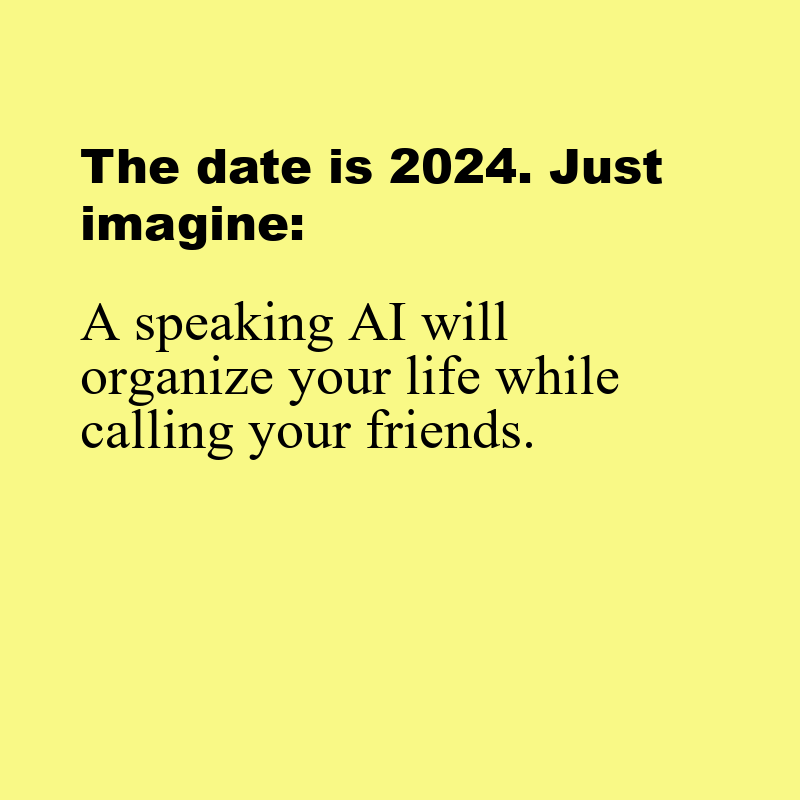 The date is 2024. Just
imagine:
A speaking AI will
organize your life while
calling your friends.